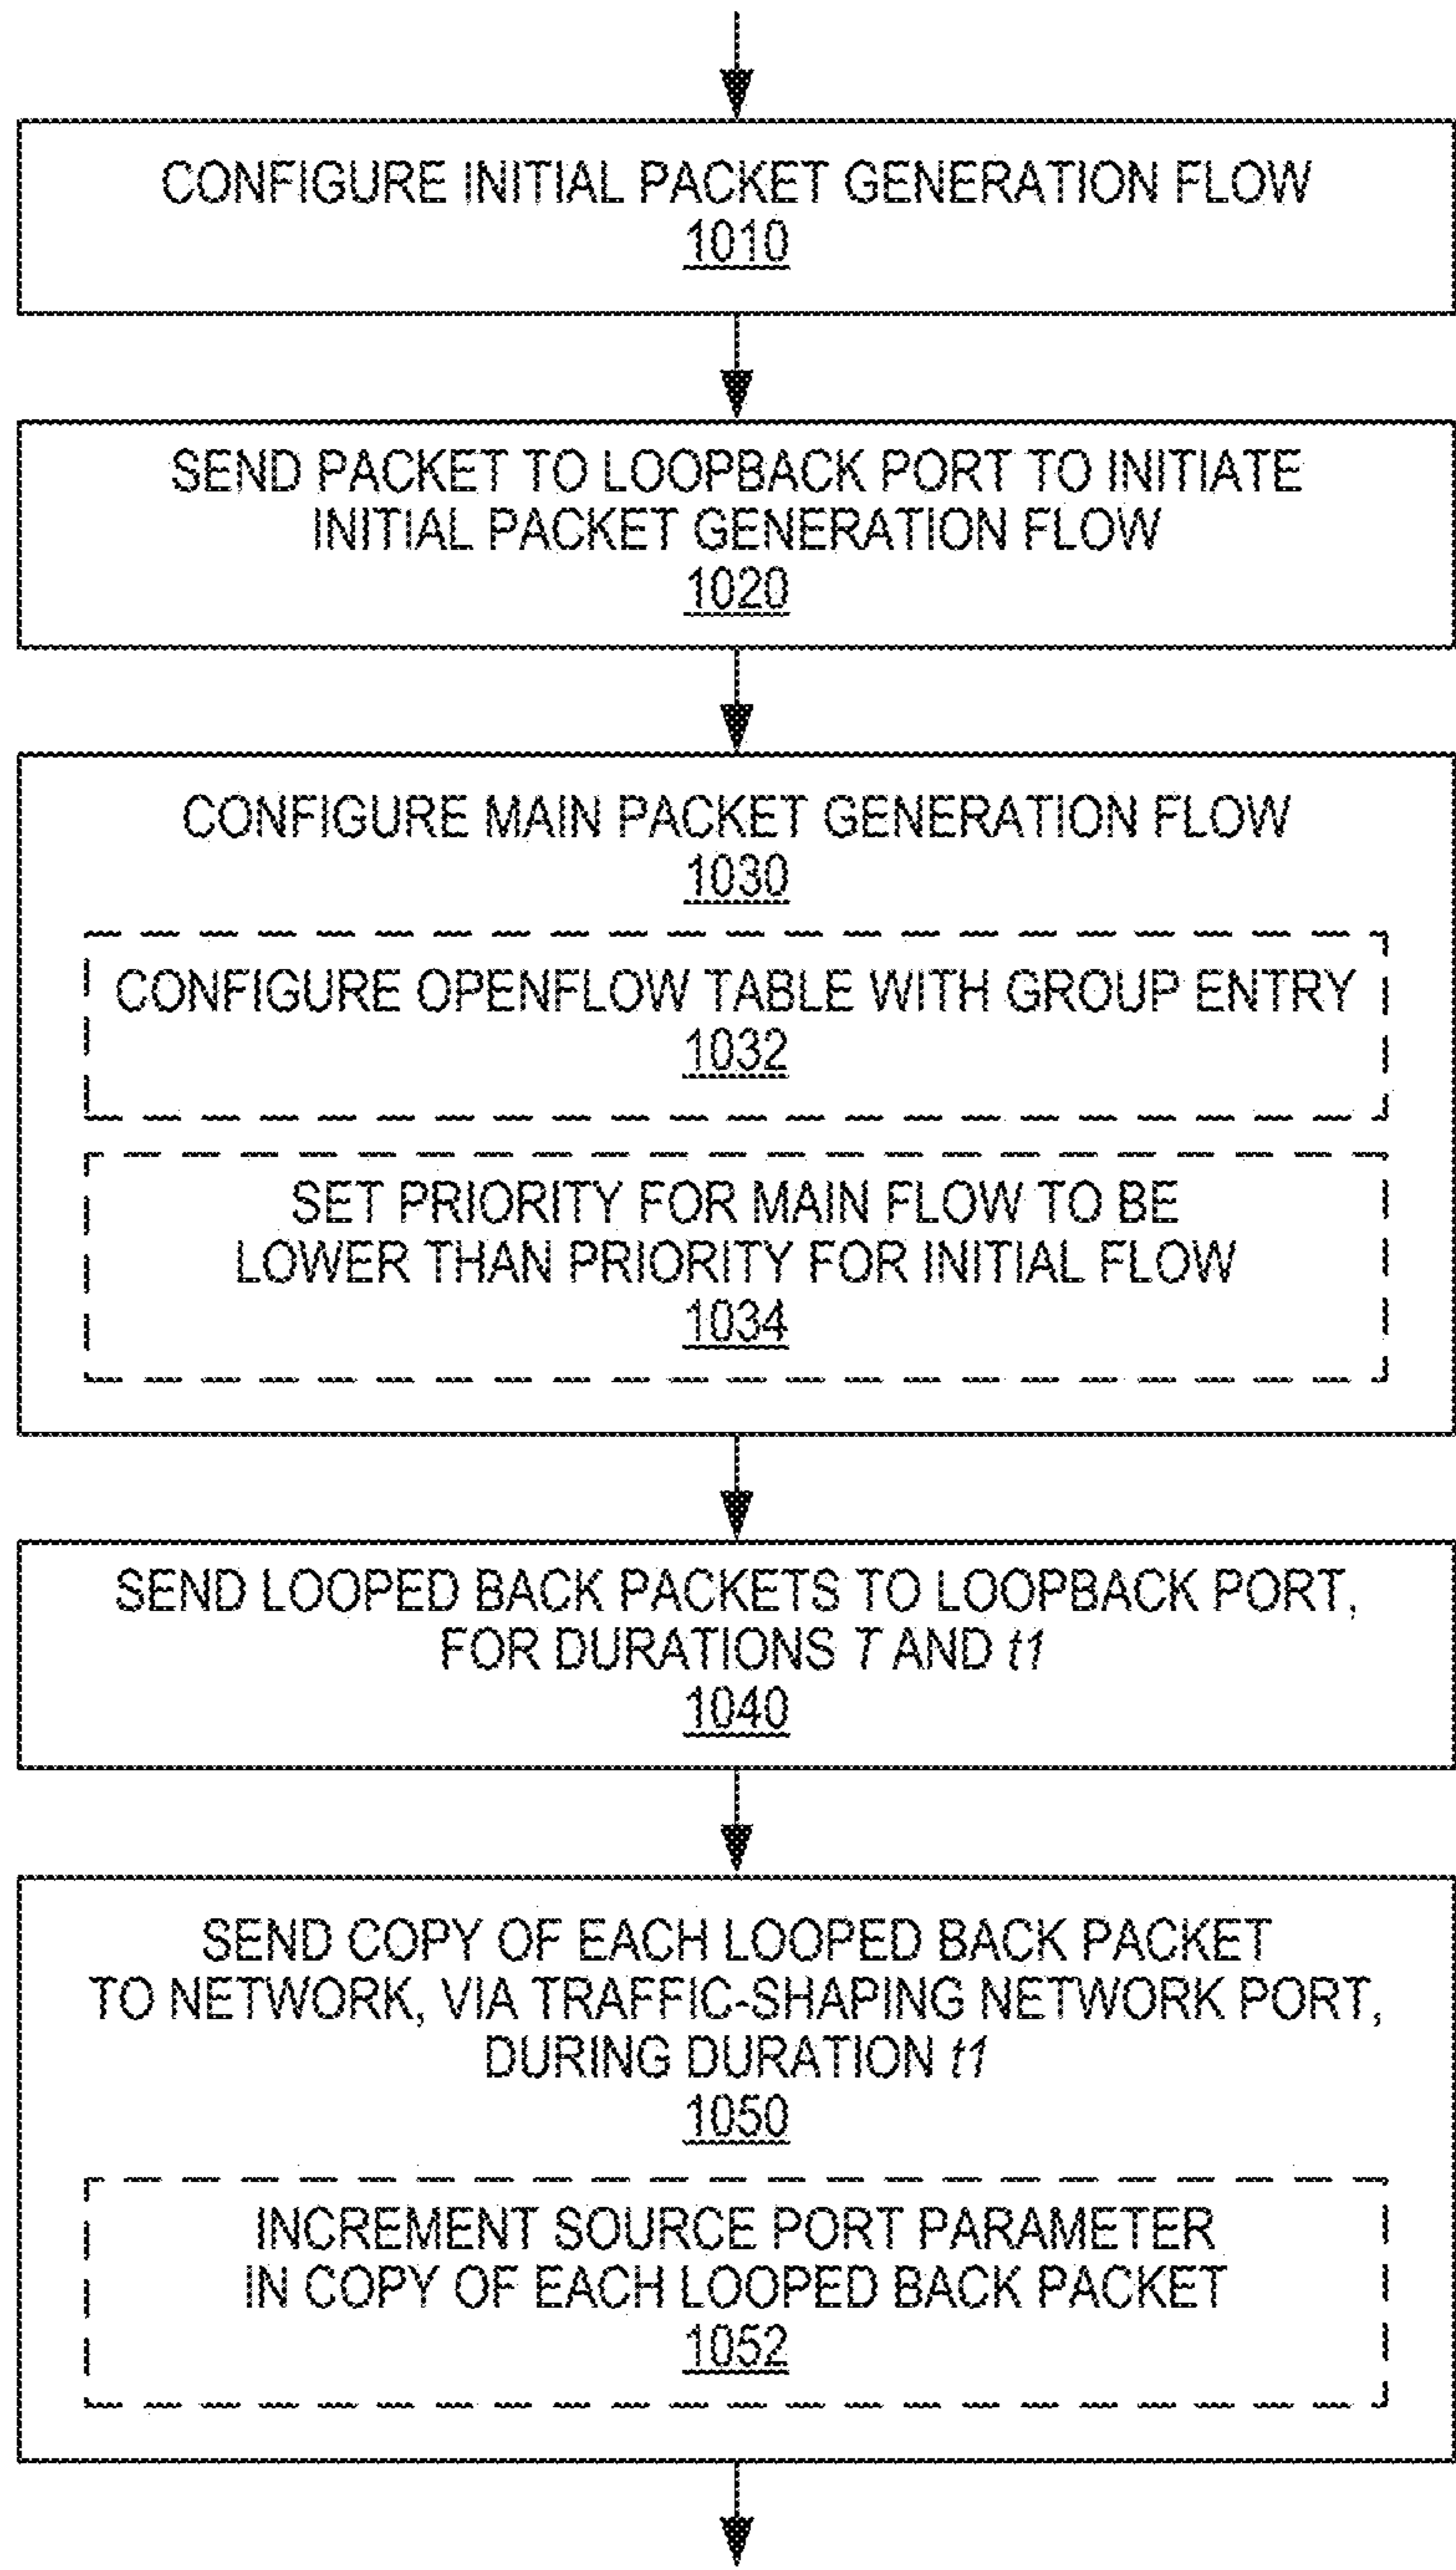 CONFIGURE INITIAL PACKET GENERATION FLOW
1010
SEND PACKET TO LOOPBACK PORT TO INITIATE
INITIAL PACKET GENERATION FLOW
1020
CONFIGURE MAIN PACKET GENERATION FLOW
1030
CONFIGURE OPENFLOW TABLE WITH GROUP ENTRY
1032
SET PRIORITY FOR MAIN FLOW TO BE
LOWER THAN PRIORITY FOR INITIAL FLOW
1034
SEND LOOPED BACK PACKETS TO LOOPBACK PORT,
FOR DURATIONS T AND t1
1040
SEND COPY OF EACH LOOPED BACK PACKET
TO NETWORK, VIA TRAFFIC-SHAPING NETWORK PORT,
DURING DURATION t1
1050
INCREMENT SOURCE PORT PARAMETER
IN COPY OF EACH LOOPED BACK PACKET
1052